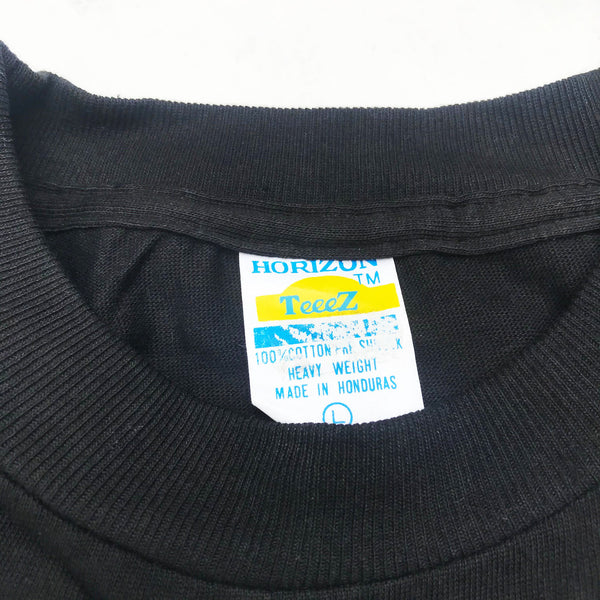 HORIZON
TM
TeeeZ
100%COTTON
HEAVY WEIGHT
MADE IN HONDURAS
L